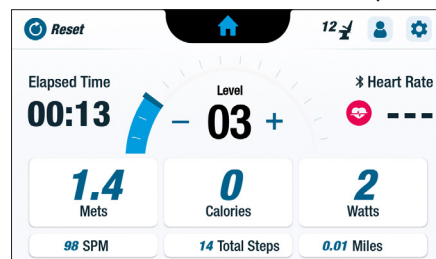 Reset
12
Elapsed Time
00:13
Level
− 03 +
Heart Rate
---
1.4
Mets
0
Calories
2
Watts
98 SPM
14 Total Steps
0.01 Miles